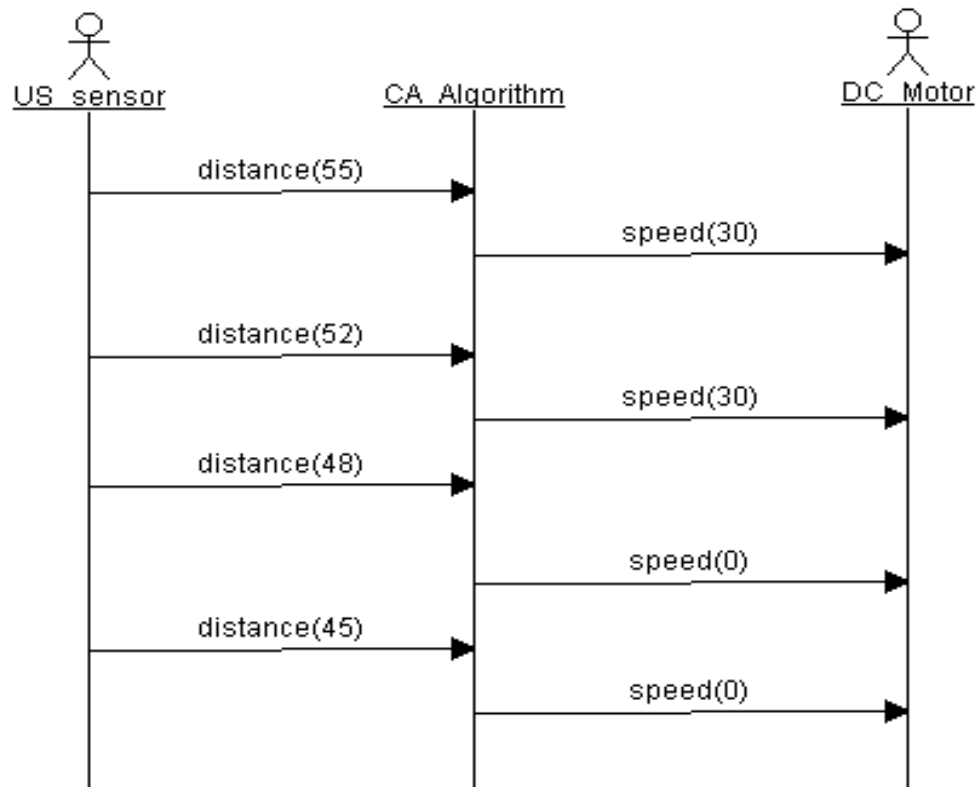 US_sensor
CA_Algorithm
DC_Motor
distance(55)
speed(30)
distance(52)
speed(30)
distance(48)
speed(0)
distance(45)
speed(0)